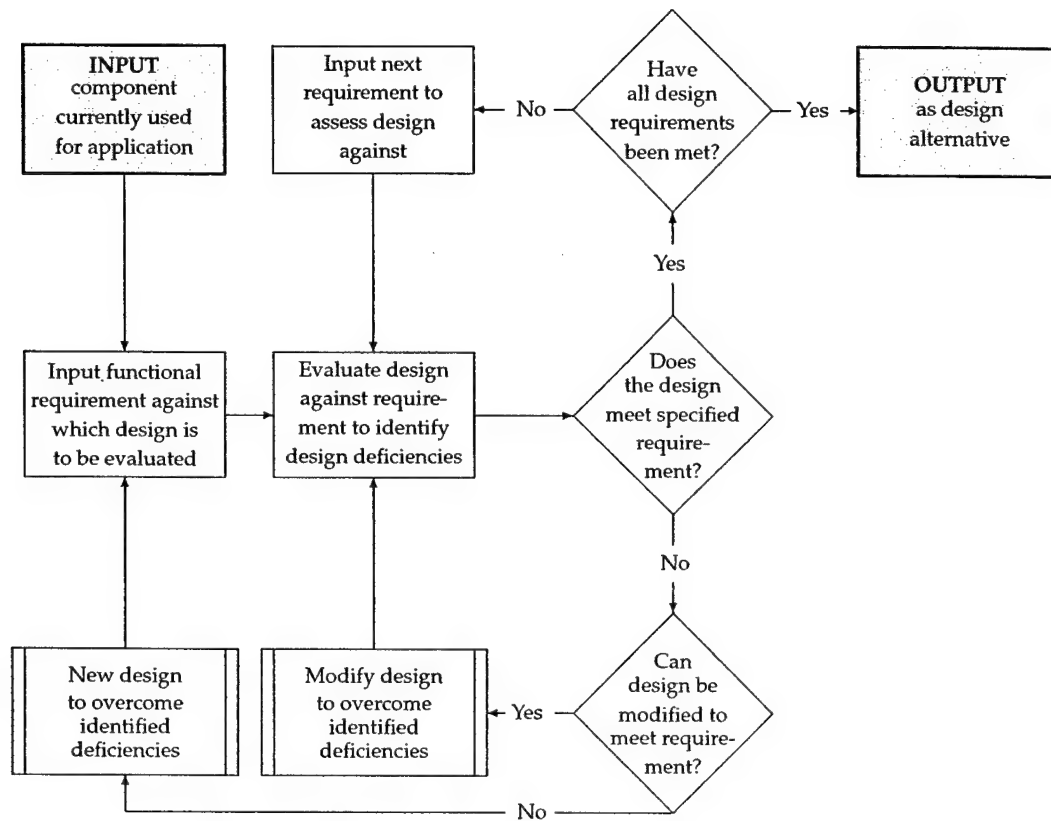 INPUT
component
currently used
for application
Input next
requirement to
assess design
against
No
Have
all design
requirements
been met?
Yes
OUTPUT
as design
alternative
Yes
Input functional
requirement against
which design is
to be evaluated
Evaluate design
against require-
ment to identify
design deficiencies
Does
the design
meet specified
require-
ment?
No
New design
to overcome
identified
deficiencies
Modify design
to overcome
identified
deficiencies
Yes
Can
design be
modified to
meet require-
ment?
No